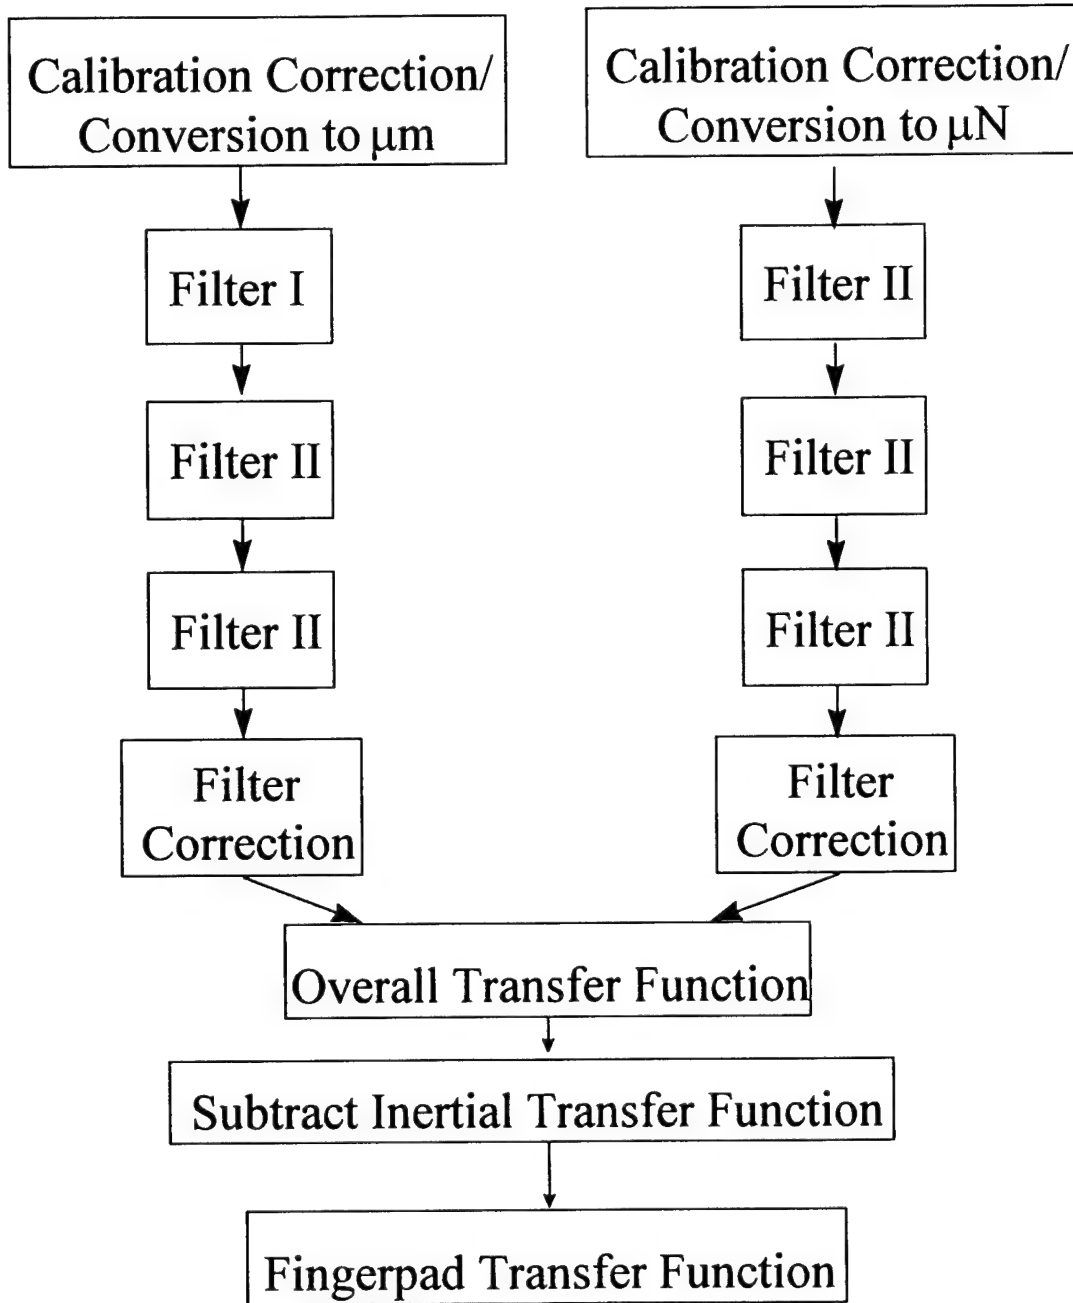 Calibration Correction/
Conversion to μm
Filter I
Filter II
Filter II
Filter
Correction
Calibration Correction/
Conversion to μN
Filter II
Filter II
Filter II
Filter
Correction
Overall Transfer Function
Subtract Inertial Transfer Function
Fingerpad Transfer Function